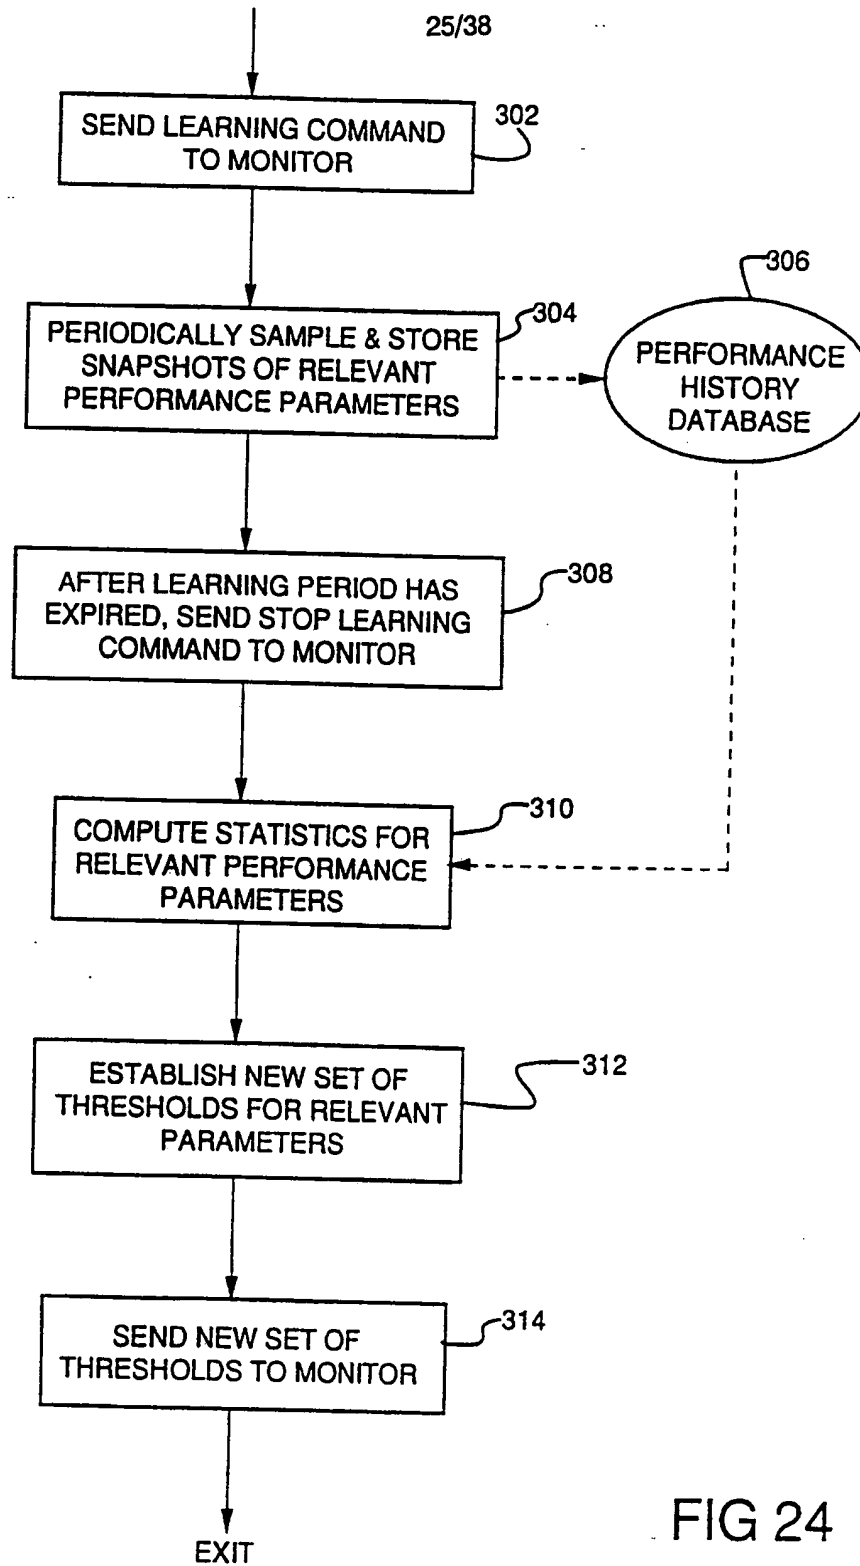 25/38
SEND LEARNING COMMAND
TO MONITOR
302
PERIODICALLY SAMPLE & STORE
SNAPSHOTS OF RELEVANT
PERFORMANCE PARAMETERS
304
306
PERFORMANCE
HISTORY
DATABASE
AFTER LEARNING PERIOD HAS
EXPIRED, SEND STOP LEARNING
COMMAND TO MONITOR
308
COMPUTE STATISTICS FOR
RELEVANT PERFORMANCE
PARAMETERS
310
ESTABLISH NEW SET OF
THRESHOLDS FOR RELEVANT
PARAMETERS
312
SEND NEW SET OF
THRESHOLDS TO MONITOR
314
EXIT
FIG 24